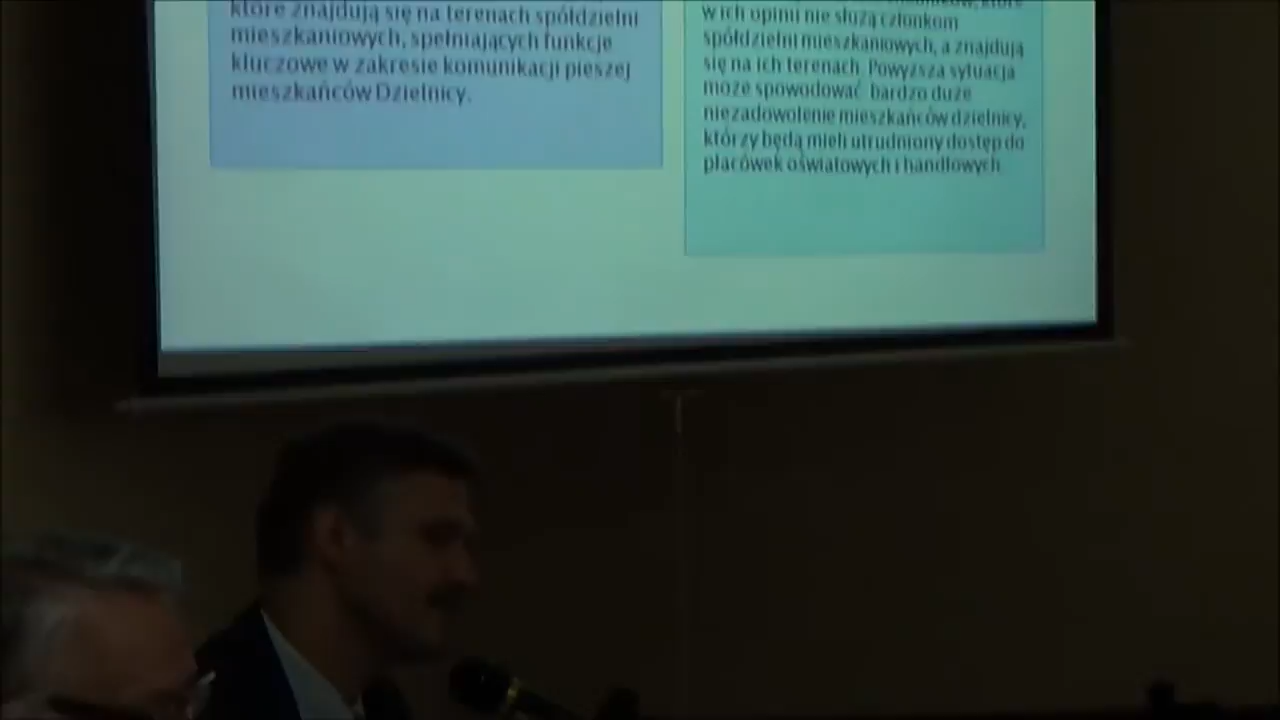 które znajdują się na terenach spółdzielni
mieszkaniowych, spełniających funkcje
kluczowe w zakresie komunikacji pieszej
mieszkańców Dzielnicy.
które
w ich opinii nie służą członkom
spółdzielni mieszkaniowych, a znajdują
się na ich terenach. Powyższa sytuacja
może spowodować bardzo duże
niezadowolenie mieszkańców dzielnicy,
którzy będą mieli utrudniony dostęp do
placówek oświatowych i handlowych.